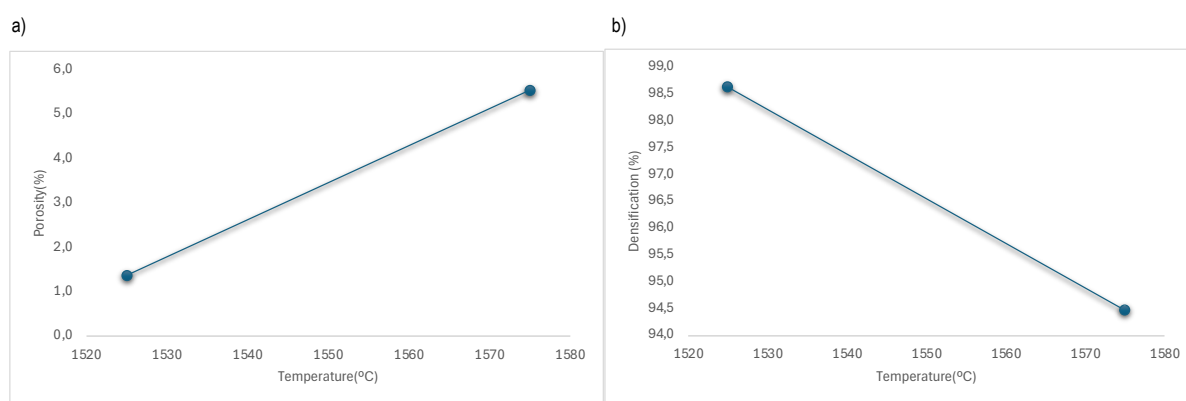 a)
6,0
5,0
4,0
3,0
2,0
1,0
0,0
Porosity(%)
1520 1530 1540 1550 1560 1570 1580
Temperature(ºC)
b)
99,0
98,5
98,0
97,5
97,0
96,5
96,0
95,5
95,0
94,5
94,0
Densification (%)
1520 1530 1540 1550 1560 1570 1580
Temperature(ºC)